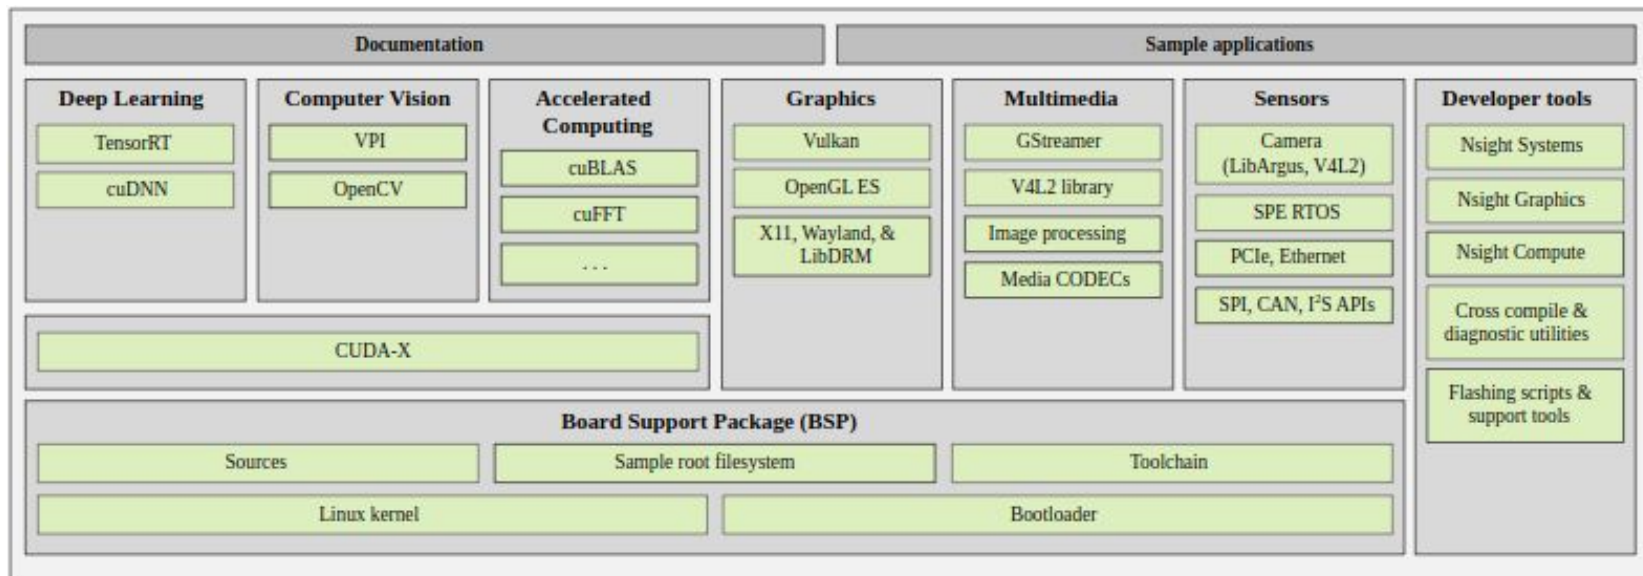 Documentation
Sample applications
Deep Learning
TensorRT
cuDNN
Computer Vision
VPI
OpenCV
Accelerated
Computing
cuBLAS
cuFFT
. . .
Graphics
Vulkan
OpenGL ES
X11, Wayland, &
LibDRM
Multimedia
GStreamer
V4L2 library
Image processing
Media CODECs
Sensors
Camera
(LibArgus, V4L2)
SPE RTOS
PCIe, Ethernet
SPI, CAN, I²S APIs
Developer tools
Nsight Systems
Nsight Graphics
Nsight Compute
Cross compile &
diagnostic utilities
Flashing scripts &
support tools
CUDA-X
Board Support Package (BSP)
Sources
Sample root filesystem
Toolchain
Linux kernel
Bootloader